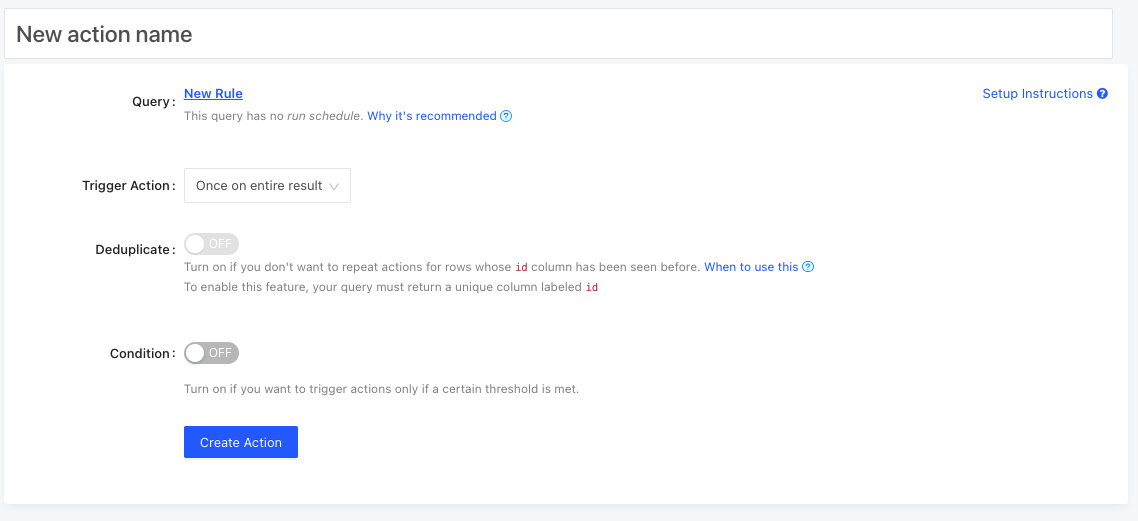 New action name
Query :
New Rule
Setup Instructions
This query has no run schedule. Why it's recommended
Trigger Action :
Once on entire result
Deduplicate :
OFF
Turn on if you don't want to repeat actions for rows whose id column has been seen before. When to use this
To enable this feature, your query must return a unique column labeled id
Condition :
OFF
Turn on if you want to trigger actions only if a certain threshold is met.
Create Action